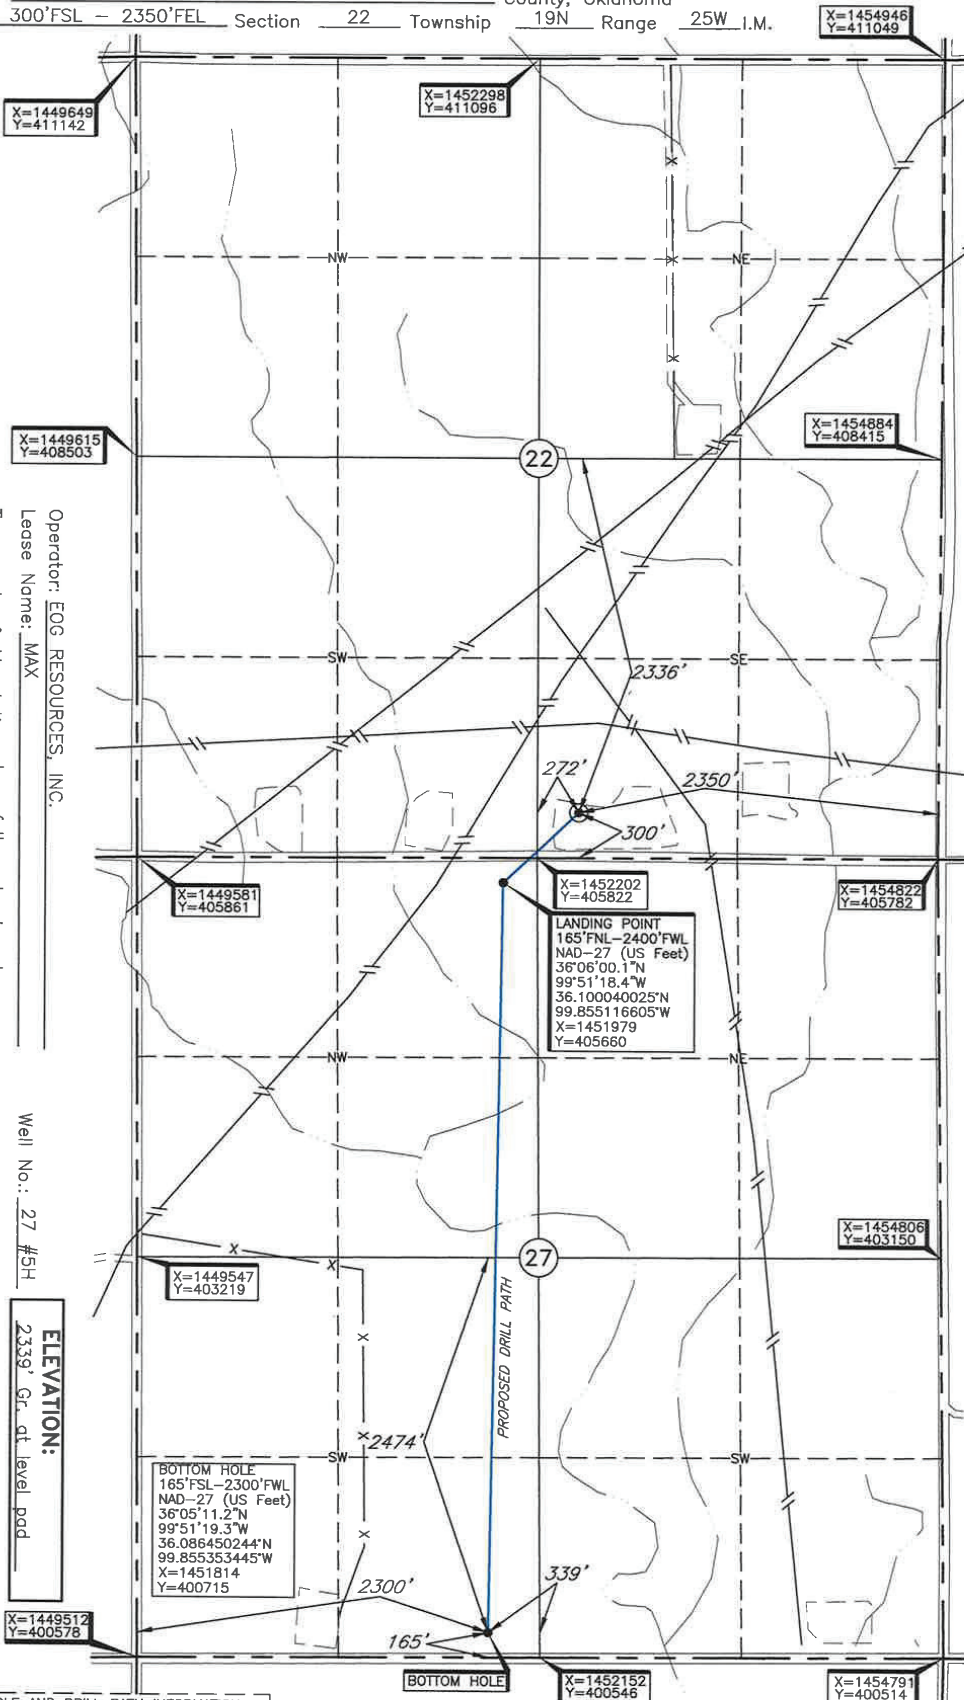 County, Oklahoma
300'FSL - 2350'FEL Section 22 Township 19N Range 25W I.M.
X=1454946
Y=411049
X=1449649
Y=411142
X=1452298
Y=411096
NW
NE
X=1449615
Y=408503
22
X=1454884
Y=408415
Operator: EOG RESOURCES, INC.
Lease Name: MAX
SW
SE
2336'
272'
2350'
300'
X=1449581
Y=405861
X=1452202
Y=405822
X=1454822
Y=405782
LANDING POINT
165'FNL-2400'FWL
NAD-27 (US Feet)
36°06'00.1"N
99°51'18.4"W
36.100040025°N
99.855116605°W
X=1451979
Y=405660
NW
NE
Well No.: 27 #5H
X=1454806
Y=403150
X=1449547
Y=403219
27
PROPOSED DRILL PATH
ELEVATION:
2339' Gr. at level pad
2474'
SW
SW
BOTTOM HOLE
165'FSL-2300'FWL
NAD-27 (US Feet)
36°05'11.2"N
99°51'19.3"W
36.086450244°N
99.855353445°W
X=1451814
Y=400715
2300'
339'
165'
X=1449512
Y=400578
BOTTOM HOLE
X=1452152
Y=400546
X=1454791
Y=400514